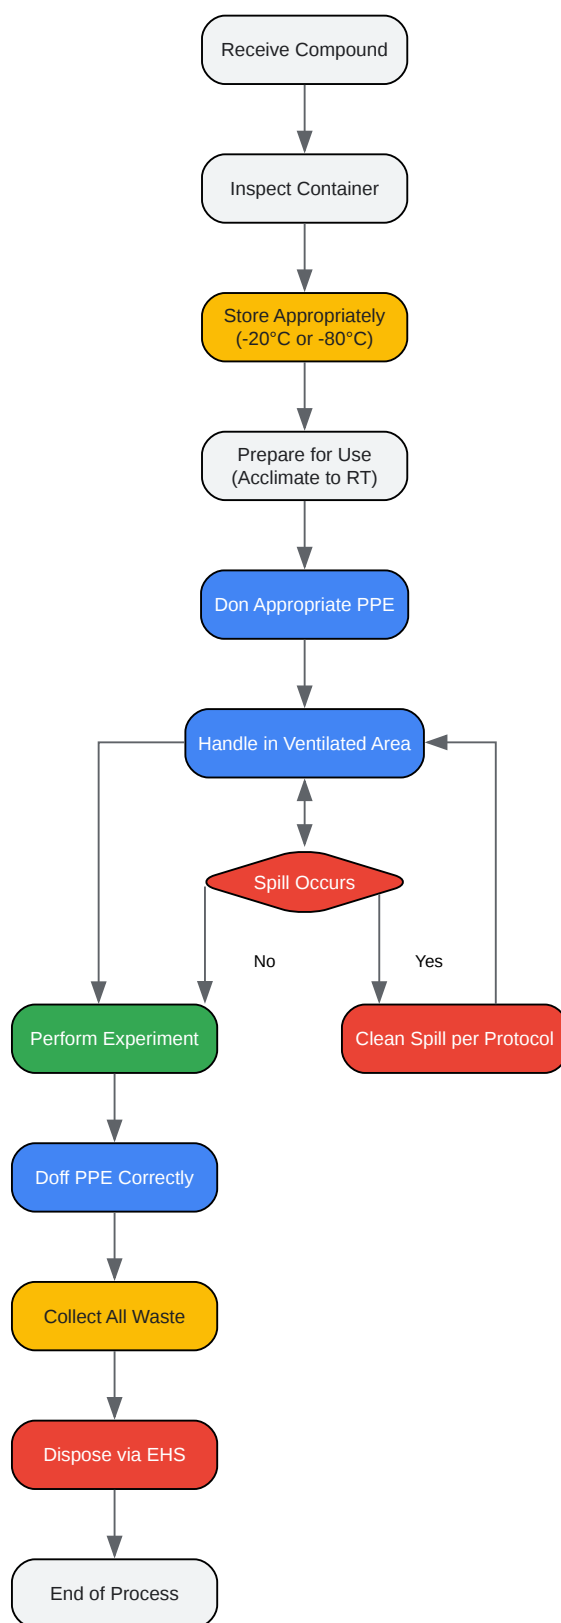 Receive Compound
Inspect Container
Store Appropriately
(-20°C or -80°C)
Prepare for Use
(Acclimate to RT)
Don Appropriate PPE
Handle in Ventilated Area
Spill Occurs
No
Yes
Perform Experiment
Clean Spill per Protocol
Doff PPE Correctly
Collect All Waste
Dispose via EHS
End of Process